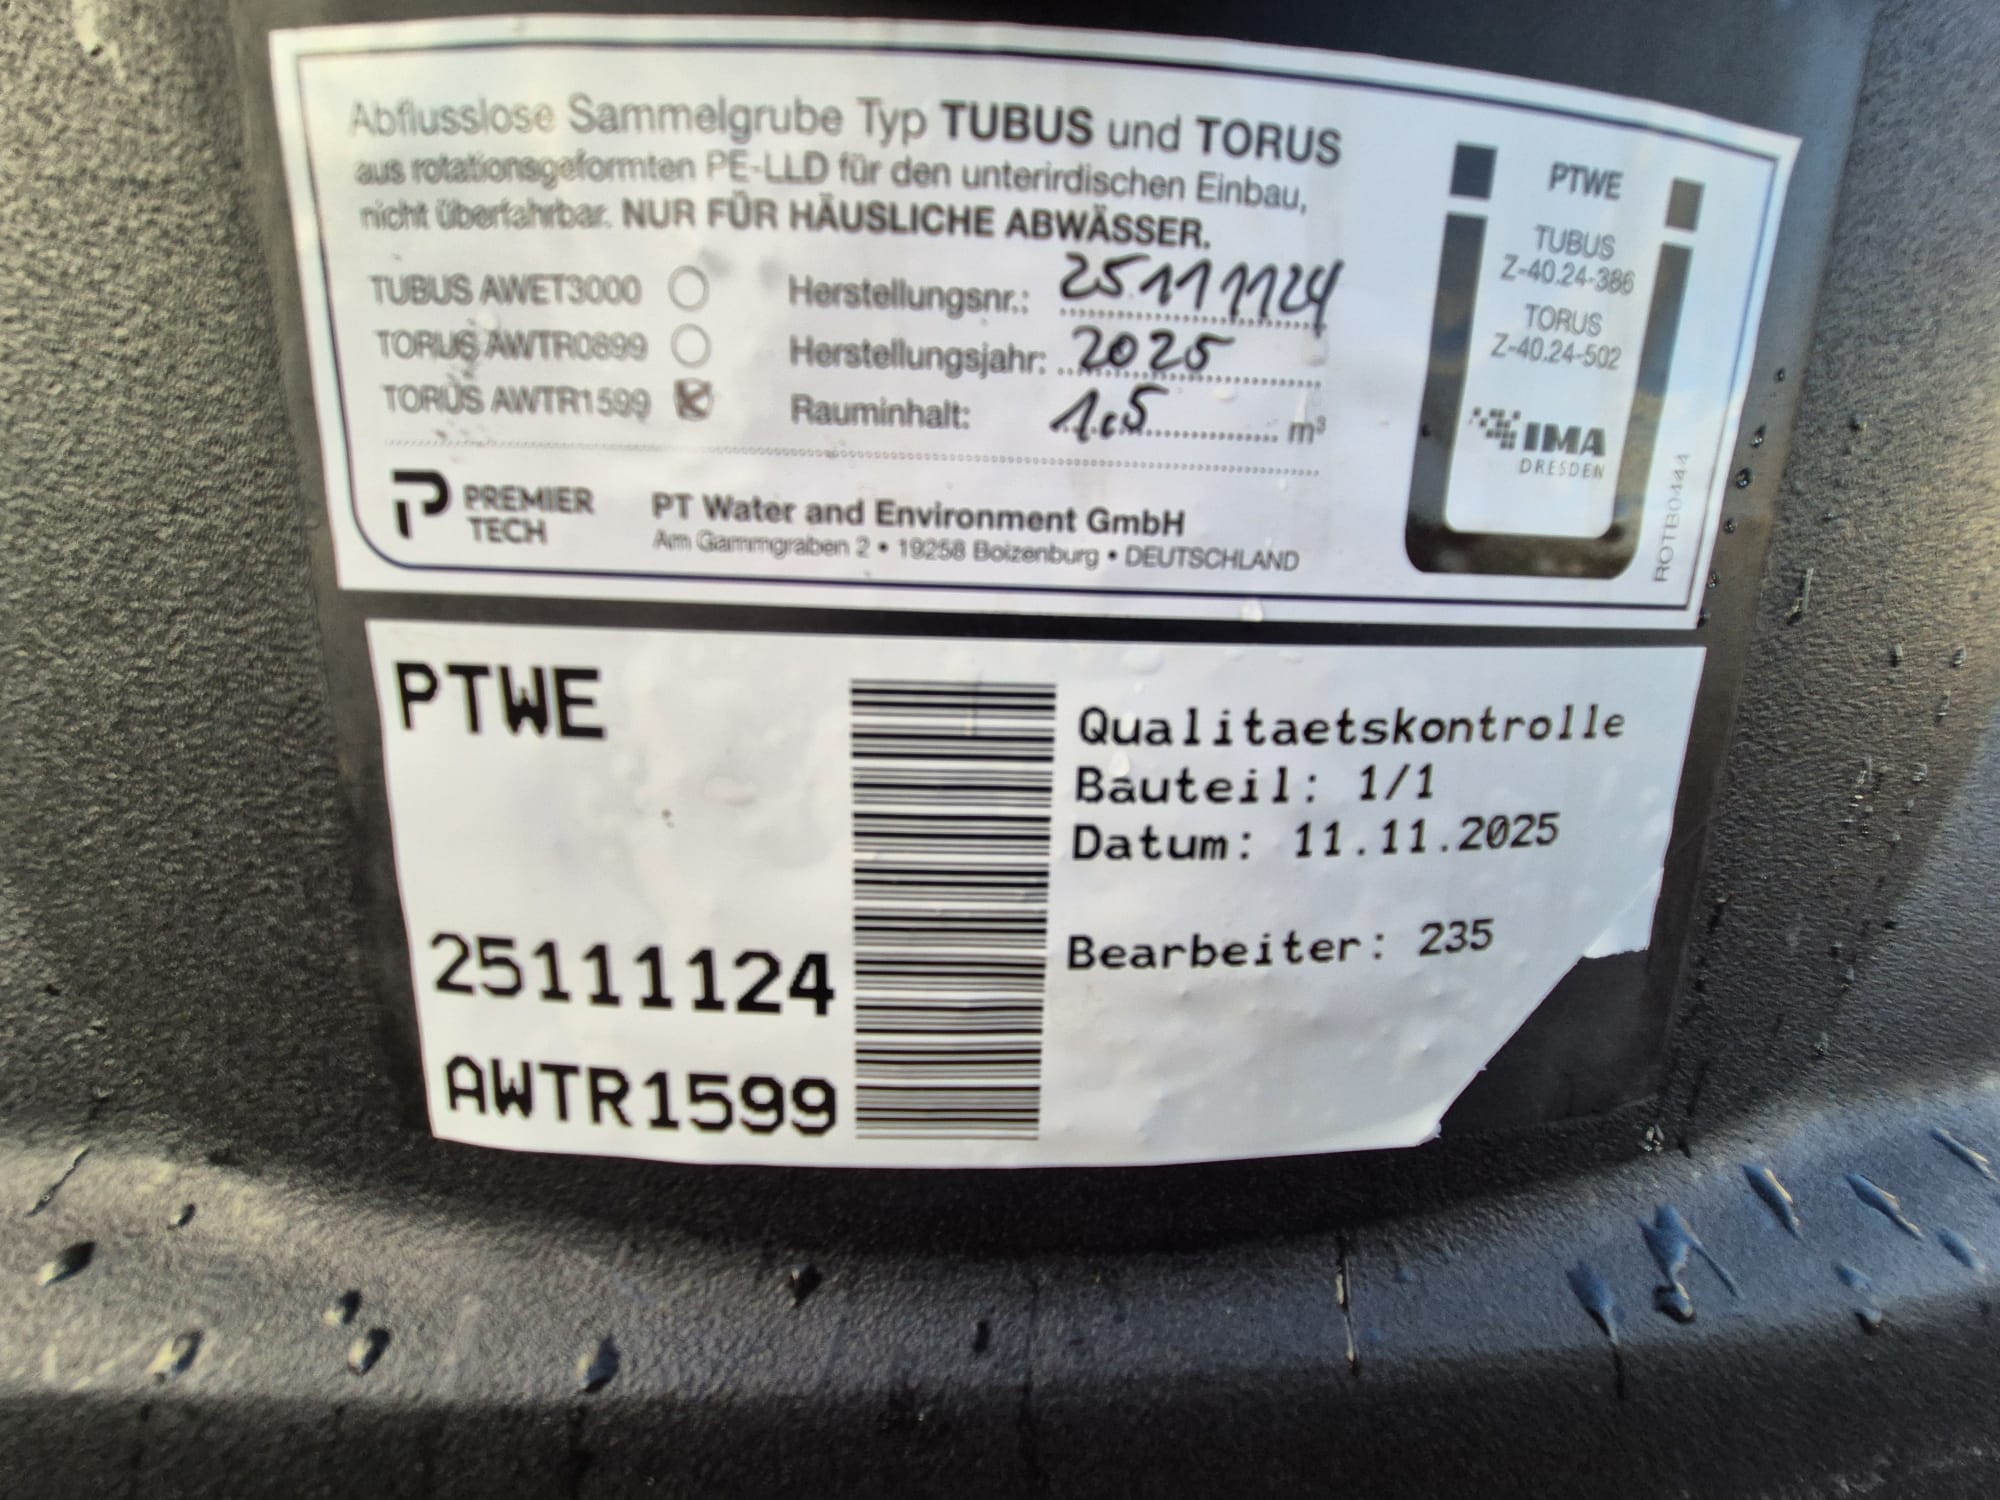 Abflusslose Sammelgrube Typ TUBUS und TORUS
aus rotationsgeformten PE-LLD für den unterirdischen Einbau,
nicht überfahrbar. NUR FÜR HÄUSLICHE ABWÄSSER.
TUBUS AWET3000
TORUS AWTR0899
TORUS AWTR1599
Herstellungsnr.: 25111124
Herstellungsjahr: 2025
Rauminhalt: 1.5 m³
PREMIER
TECH
PT Water and Environment GmbH
Am Gammgraben 2 • 19258 Boizenburg • DEUTSCHLAND
PTWE
TUBUS
Z-40.24-386
TORUS
Z-40.24-502
IMA
DRESDEN
ROTB0444
PTWE
25111124
AWTR1599
Qualitaetskontrolle
Bauteil: 1/1
Datum: 11.11.2025
Bearbeiter: 235